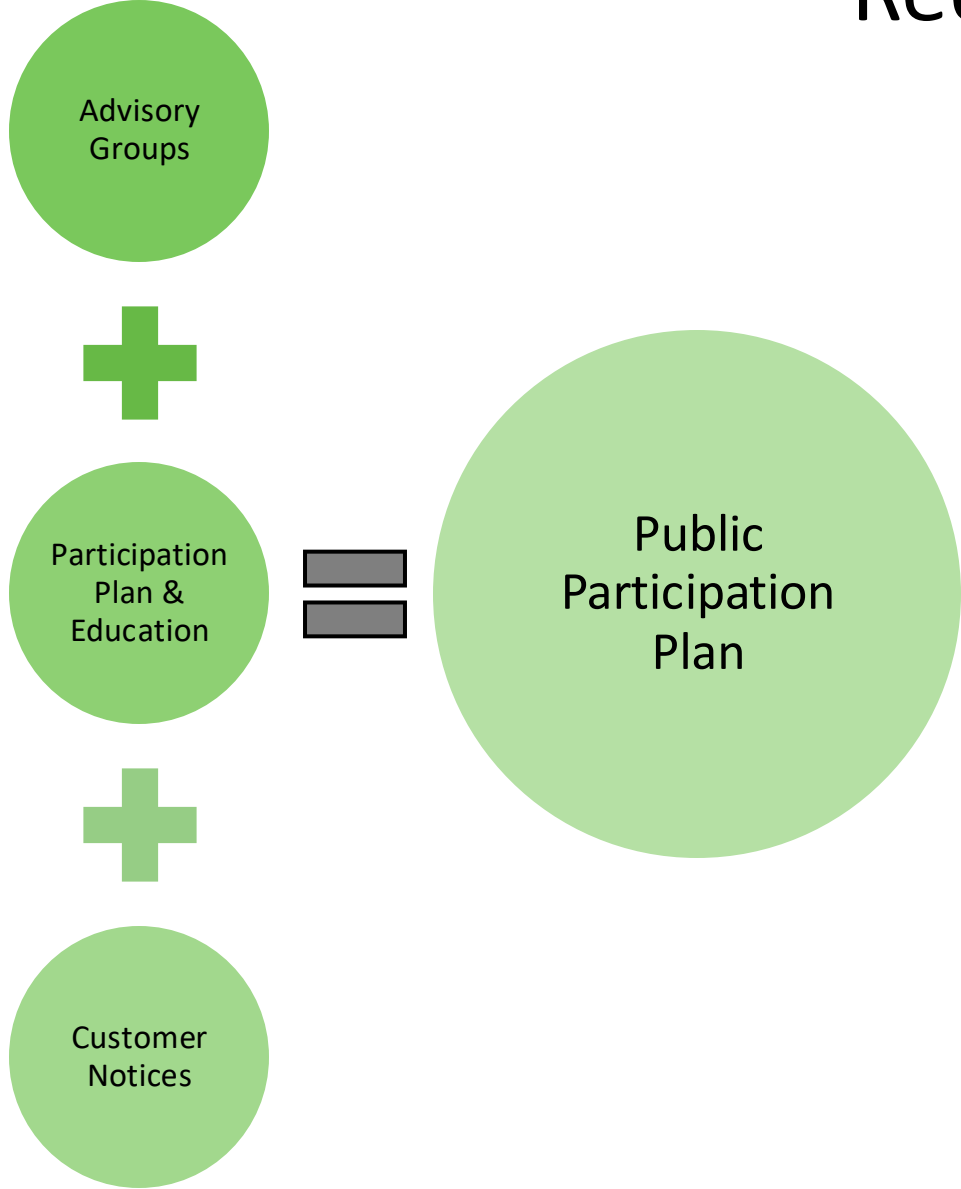 Advisory
Groups
Participation
Plan &
Education
Public
Participation
Plan
Customer
Notices